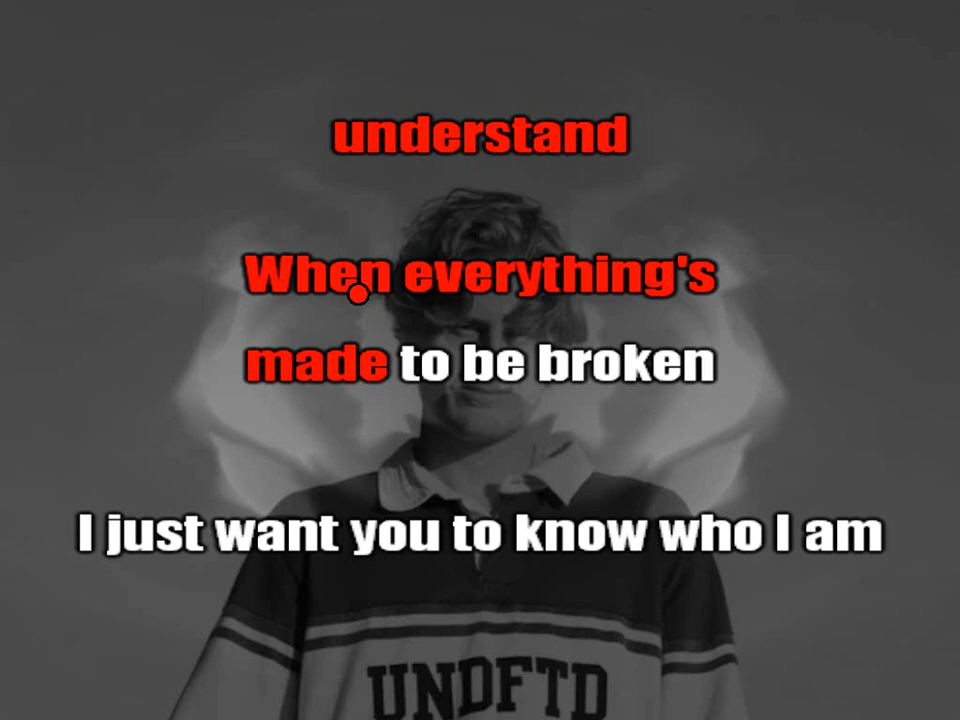 understand
When everything's
made to be broken
I just want you to know who I am
UNDFTD